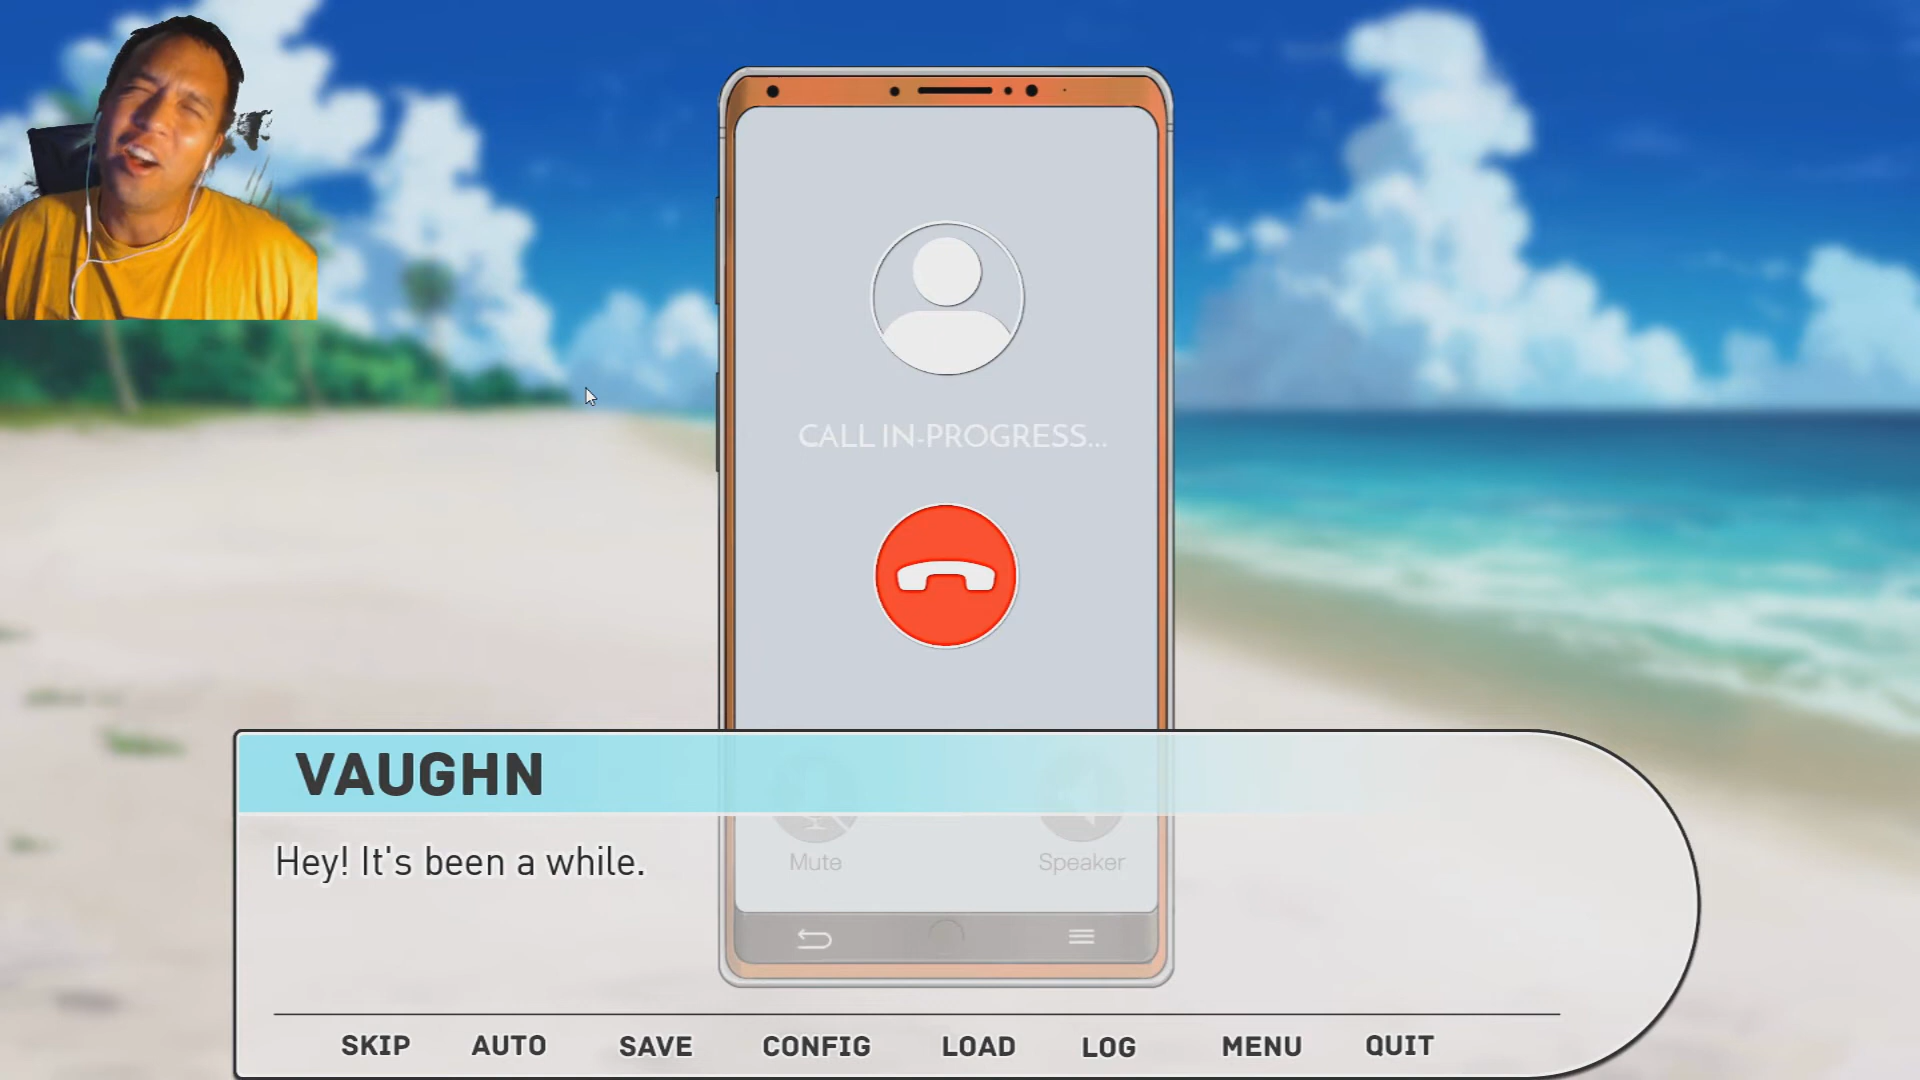 CALL IN-PROGRESS...
VAUGHN
Hey! It's been a while.
Mute Speaker
SKIP AUTO SAVE CONFIG LOAD LOG MENU QUIT